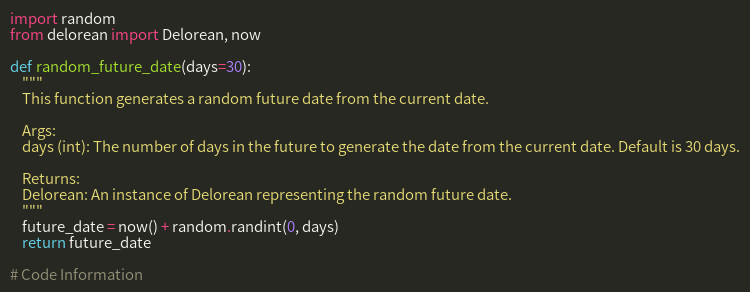 import random
from delorean import Delorean, now
def random_future_date(days=30):
"""
This function generates a random future date from the current date.
Args:
days (int): The number of days in the future to generate the date from the current date. Default is 30 days.
Returns:
Delorean: An instance of Delorean representing the random future date.
"""
future_date = now() + random.randint(0, days)
return future_date
# Code Information